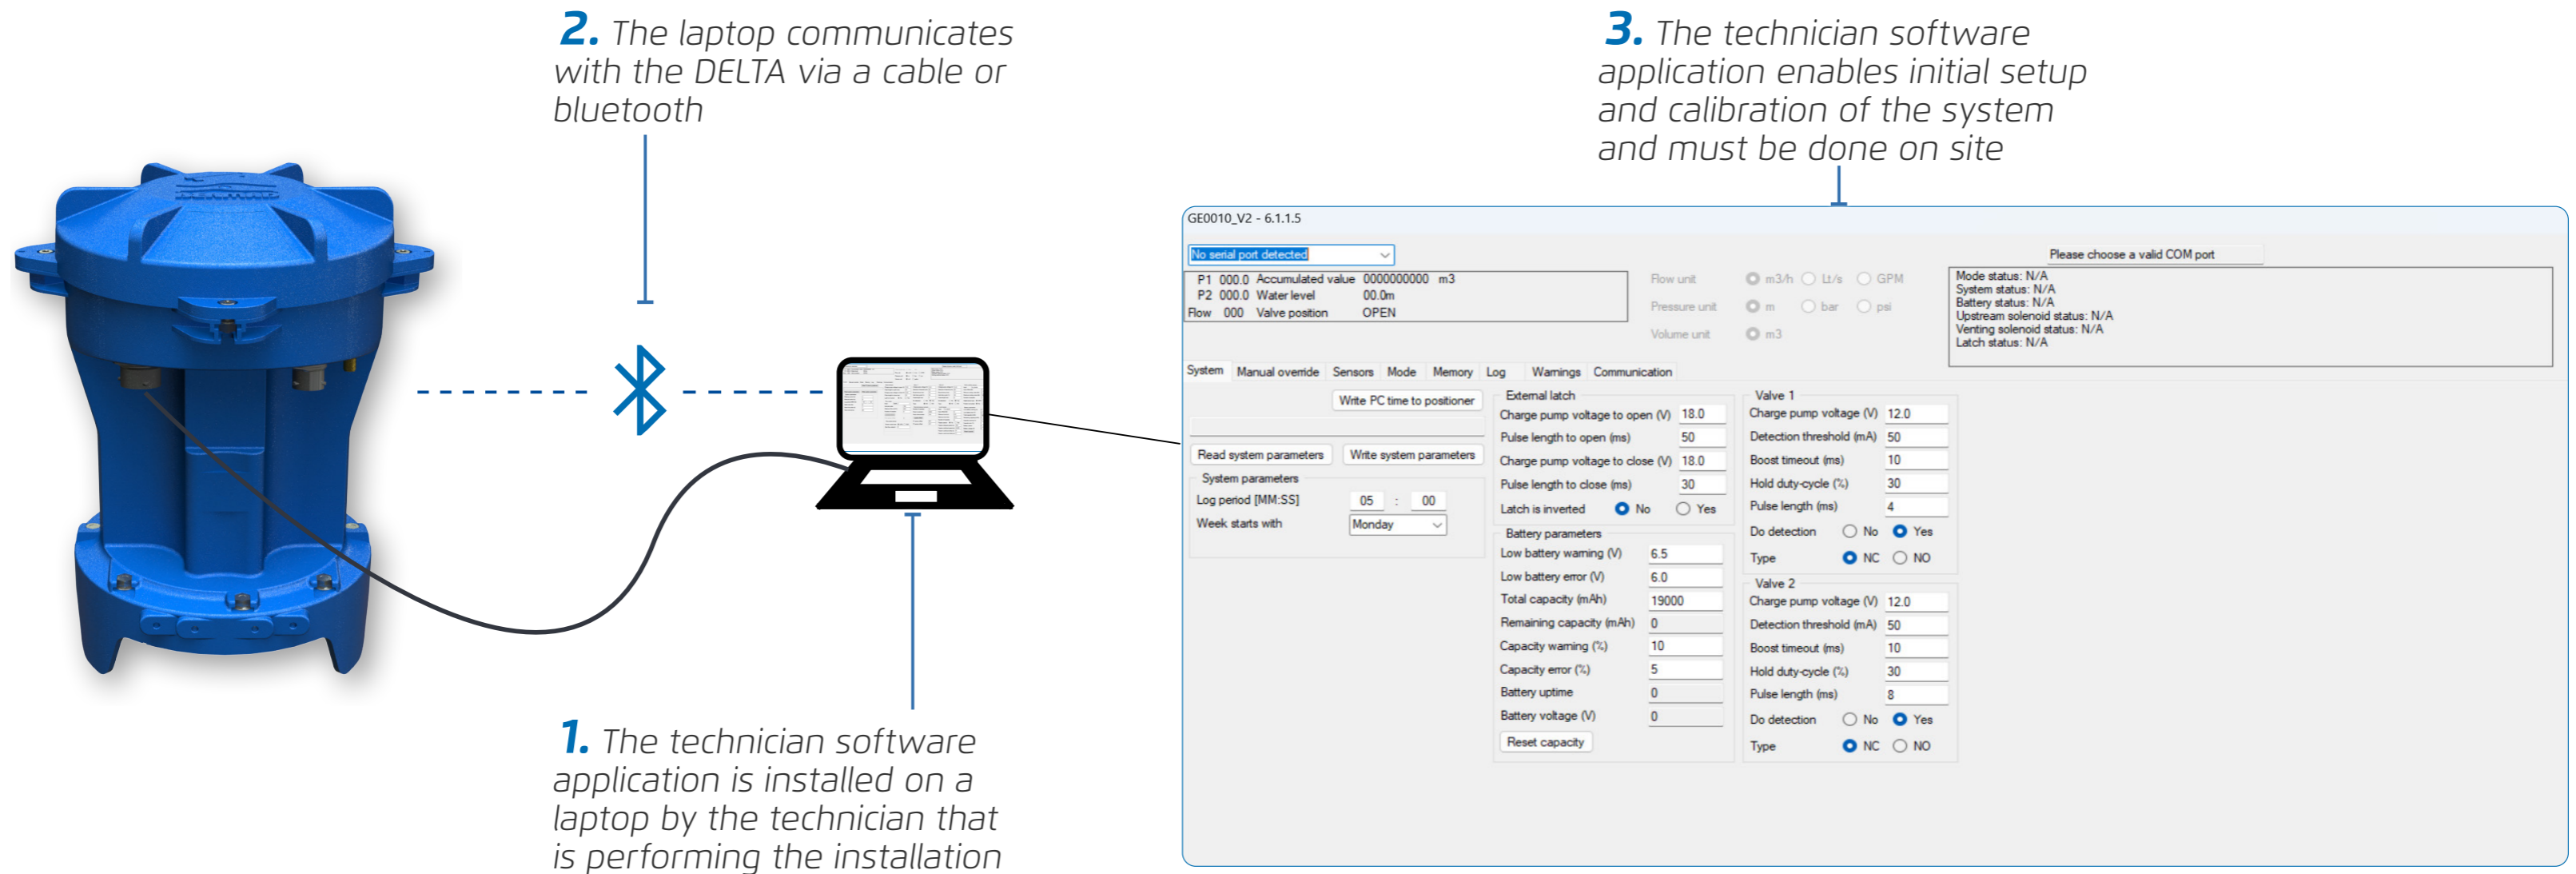 2. The laptop communicates
with the DELTA via a cable or
bluetooth
3. The technician software
application enables initial setup
and calibration of the system
and must be done on site
1. The technician software
application is installed on a
laptop by the technician that
is performing the installation
GE0010_V2 - 6.1.1.5
No serial port detected
Please choose a valid COM port
P1 000.0 Accumulated value 0000000000 m3
P2 000.0 Water level 00.0m
Flow 000 Valve position OPEN
Flow unit m3/h Lt/s GPM
Pressure unit m bar psi
Volume unit m3
Mode status: N/A
System status: N/A
Battery status: N/A
Upstream solenoid status: N/A
Venting solenoid status: N/A
Latch status: N/A
System Manual override Sensors Mode Memory Log Warnings Communication
Write PC time to positioner
Read system parameters Write system parameters
System parameters
Log period [MM:SS] 05 : 00
Week starts with Monday
External latch
Charge pump voltage to open (V) 18.0
Pulse length to open (ms) 50
Charge pump voltage to close (V) 18.0
Pulse length to close (ms) 30
Latch is inverted No Yes
Battery parameters
Low battery warning (V) 6.5
Low battery error (V) 6.0
Total capacity (mAh) 19000
Remaining capacity (mAh) 0
Capacity warning (%) 10
Capacity error (%) 5
Battery uptime 0
Battery voltage (V) 0
Reset capacity
Valve 1
Charge pump voltage (V) 12.0
Detection threshold (mA) 50
Boost timeout (ms) 10
Hold duty-cycle (%) 30
Pulse length (ms) 4
Do detection No Yes
Type NC NO
Valve 2
Charge pump voltage (V) 12.0
Detection threshold (mA) 50
Boost timeout (ms) 10
Hold duty-cycle (%) 30
Pulse length (ms) 8
Do detection No Yes
Type NC NO